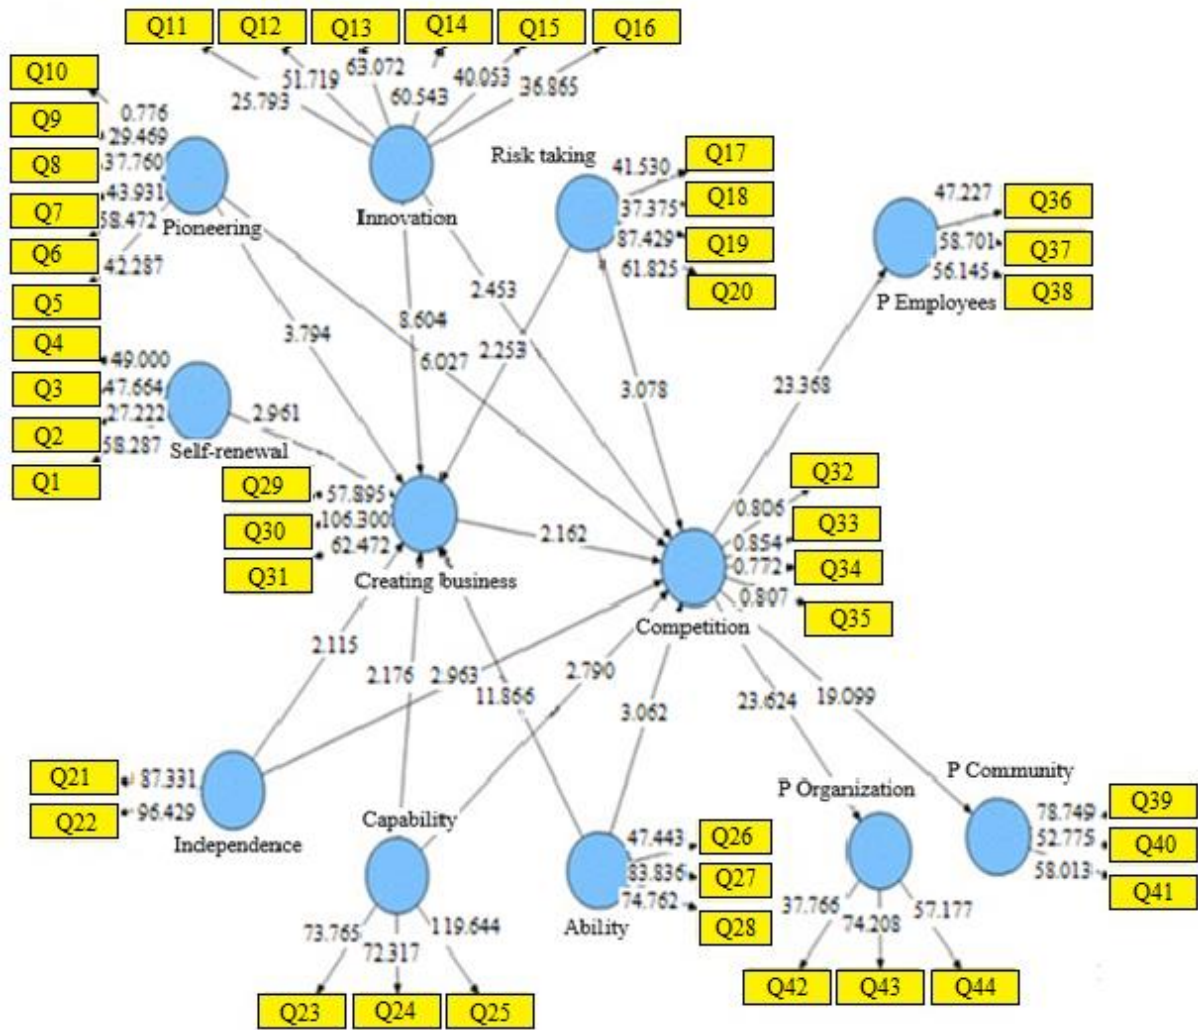 Q11 Q12 Q13 Q14 Q15 Q16
25.793 51.719 63.072 60.543 40.053 36.865
Innovation
Q10
Q9
Q8
Q7
Q6
Q5
0.776
29.469
37.760
43.931
58.472
42.287
Pioneering
Risk taking
41.530
37.375
87.429
61.825
Q17
Q18
Q19
Q20
47.227
58.701
56.145
Q36
Q37
Q38
P Employees
3.794
8.604
6.027
2.453
2.253
3.078
23.368
Q4
Q3
Q2
Q1
49.000
47.664
27.222
58.287
Self-renewal
2.961
Q29
Q30
Q31
57.895
106.300
62.472
Creating business
2.162
0.806
0.854
0.772
0.807
Q32
Q33
Q34
Q35
Competition
2.115
2.176
2.963
11.866
2.790
3.062
23.624
19.099
Q21
Q22
87.331
96.429
Independence
Capability
73.765
72.317
119.644
Q23 Q24 Q25
47.443
83.836
74.762
Q26
Q27
Q28
Ability
P Organization
37.766
74.208
57.177
Q42 Q43 Q44
P Community
78.749
52.775
58.013
Q39
Q40
Q41